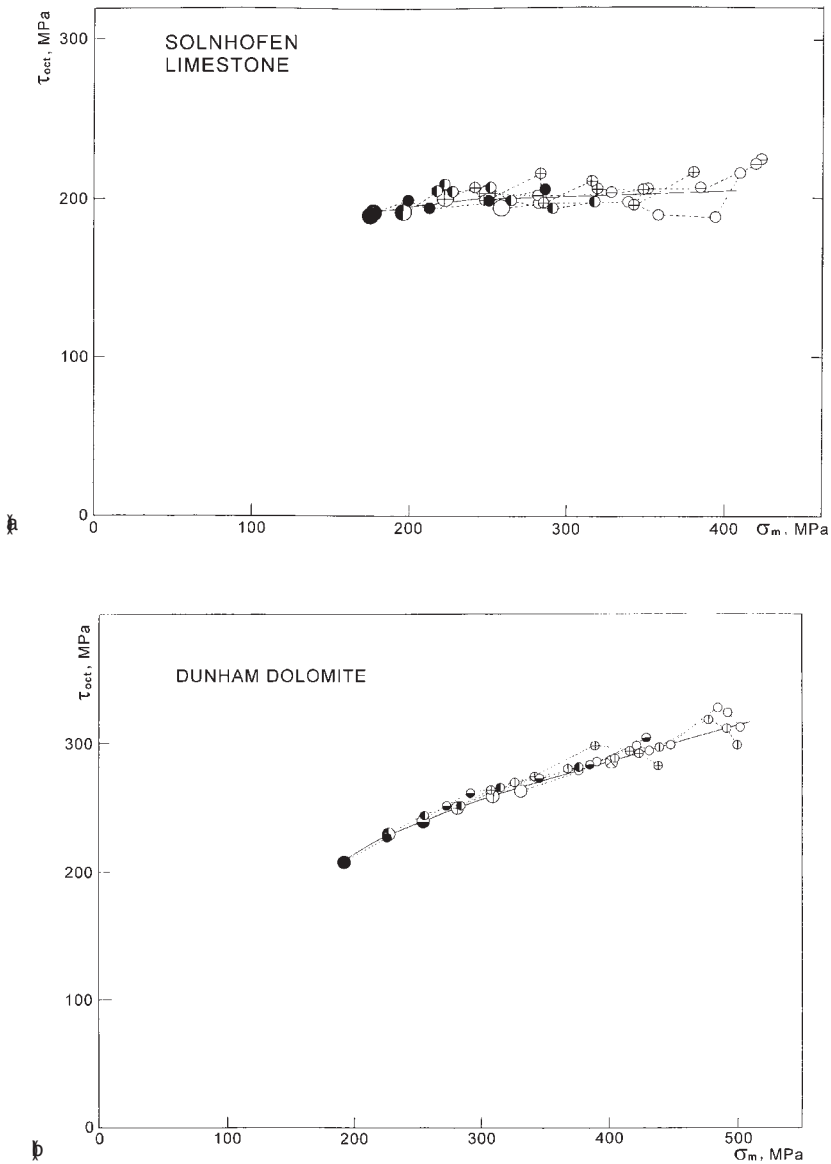 300
τoct, MPa
SOLNHOFEN
LIMESTONE
200
100
0
0 100 200 300 400 σm, MPa
a
τoct, MPa
DUNHAM DOLOMITE
300
200
100
0
0 100 200 300 400 500
σm, MPa
b